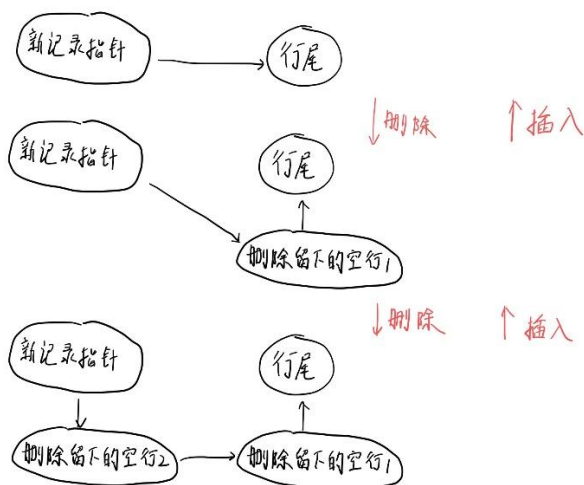 新记录指针
行尾
↓删除 ↑插入
新记录指针
行尾
删除留下的空行1
↓删除 ↑插入
新记录指针
行尾
删除留下的空行2
删除留下的空行1